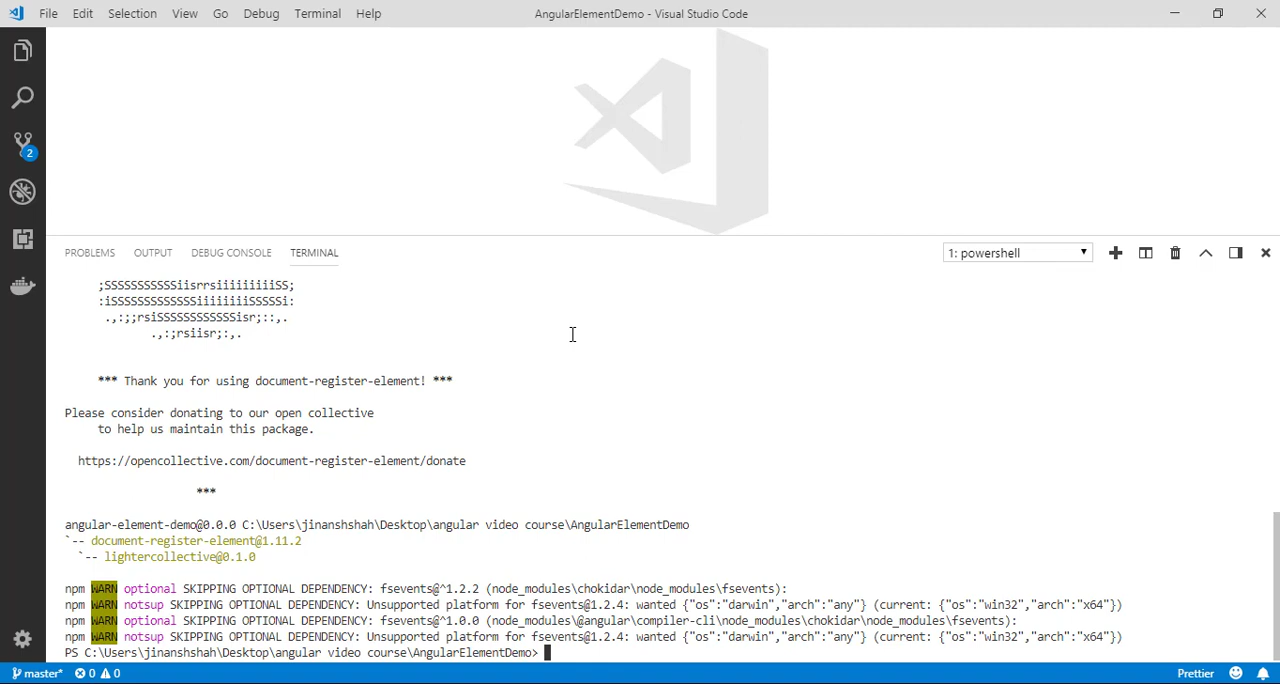 File Edit Selection View Go Debug Terminal Help AngularElementDemo - Visual Studio Code
2
PROBLEMS OUTPUT DEBUG CONSOLE TERMINAL 1: powershell
;SSSSSSSSSSSiisrrsiiiiiiiiSS;
:iSSSSSSSSSSSSSiiiiiiiiSSSSSi:
.,:;;rsiSSSSSSSSSSSSisr;::,.
.,:;rsiisr;:,.
*** Thank you for using document-register-element! ***
Please consider donating to our open collective
to help us maintain this package.
https://opencollective.com/document-register-element/donate
***
angular-element-demo@0.0.0 C:\Users\jinanshshah\Desktop\angular video course\AngularElementDemo
`-- document-register-element@1.11.2
`-- lightercollective@0.1.0
npm WARN optional SKIPPING OPTIONAL DEPENDENCY: fsevents@^1.2.2 (node_modules\chokidar\node_modules\fsevents):
npm WARN notsup SKIPPING OPTIONAL DEPENDENCY: Unsupported platform for fsevents@1.2.4: wanted {"os":"darwin","arch":"any"} (current: {"os":"win32","arch":"x64"})
npm WARN optional SKIPPING OPTIONAL DEPENDENCY: fsevents@^1.0.0 (node_modules\@angular\compiler-cli\node_modules\chokidar\node_modules\fsevents):
npm WARN notsup SKIPPING OPTIONAL DEPENDENCY: Unsupported platform for fsevents@1.2.4: wanted {"os":"darwin","arch":"any"} (current: {"os":"win32","arch":"x64"})
PS C:\Users\jinanshshah\Desktop\angular video course\AngularElementDemo>
master* 0 0 Prettier